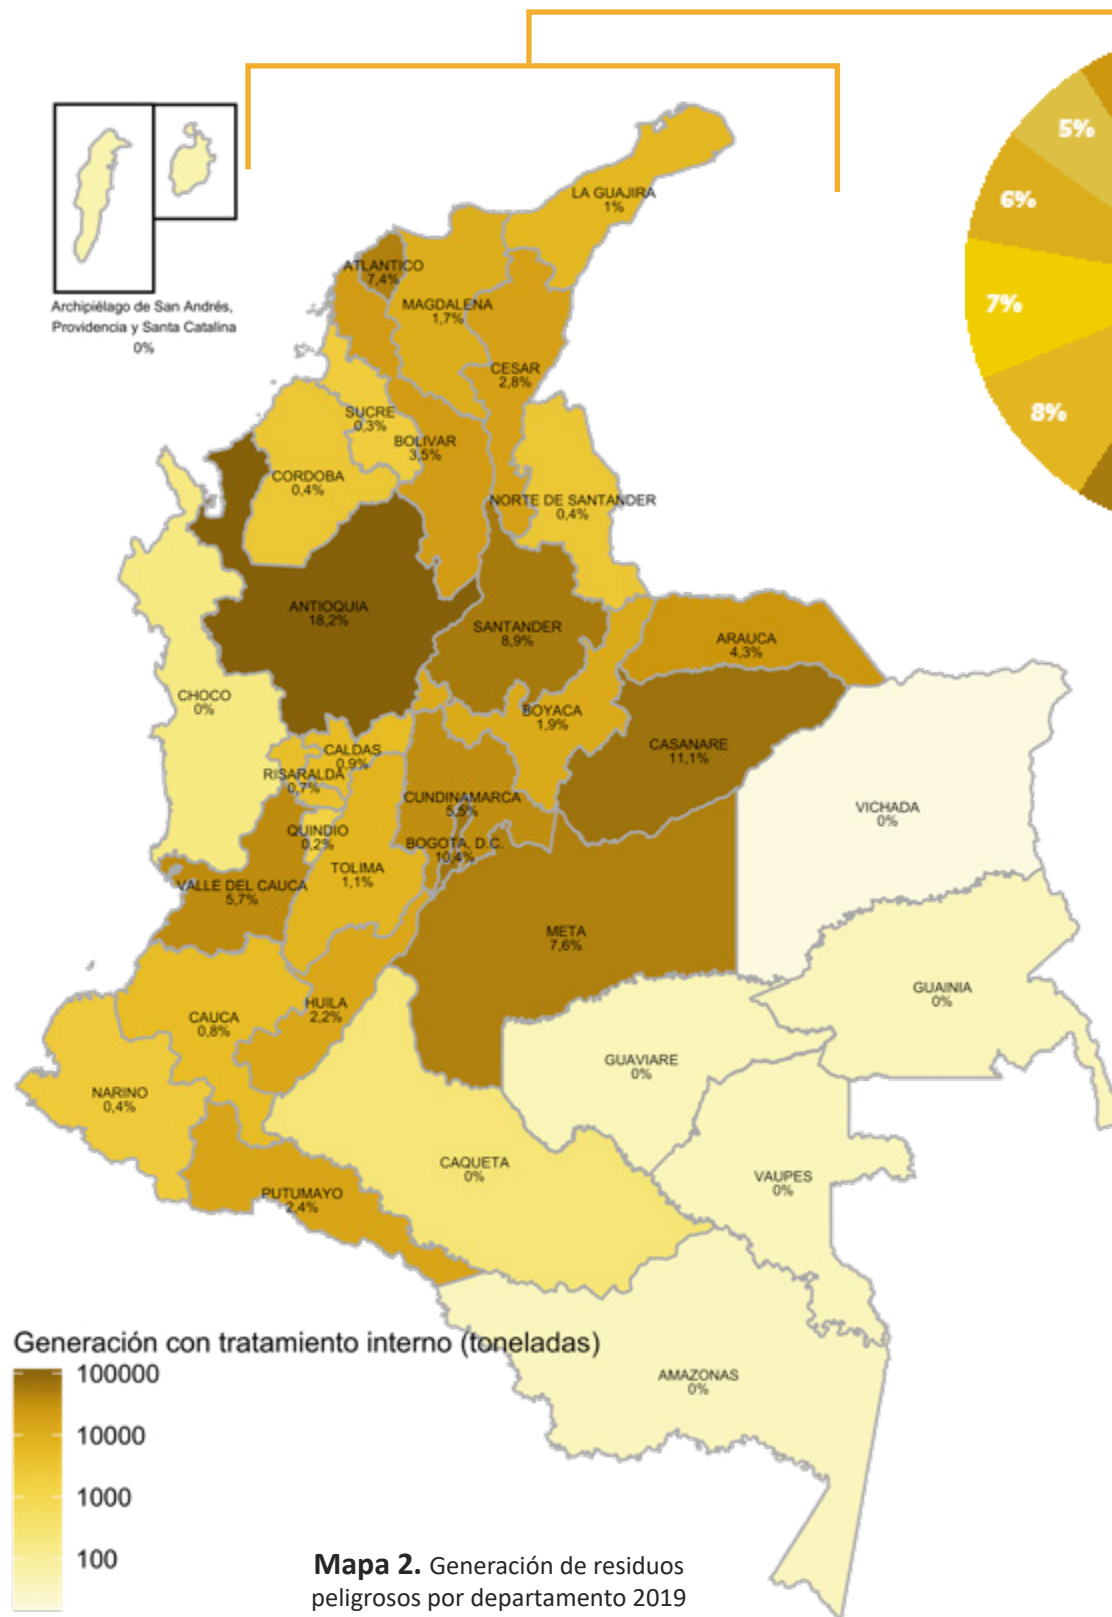 5%
6%
7%
8%
Archipiélago de San Andrés,
Providencia y Santa Catalina
0%
LA GUAJIRA
1%
ATLANTICO
7,4%
MAGDALENA
1,7%
CESAR
2,8%
SUCRE
0,3%
BOLIVAR
3,5%
CORDOBA
0,4%
NORTE DE SANTANDER
0,4%
ANTIOQUIA
18,2%
SANTANDER
8,9%
ARAUCA
4,3%
CHOCO
0%
BOYACA
1,9%
CASANARE
11,1%
CALDAS
0,9%
RISARALDA
0,7%
CUNDINAMARCA
5,5%
VICHADA
0%
QUINDIO
0,2%
BOGOTA, D.C.
10,4%
TOLIMA
1,1%
VALLE DEL CAUCA
5,7%
META
7,6%
GUAINIA
0%
HUILA
2,2%
CAUCA
0,8%
GUAVIARE
0%
NARINO
0,4%
CAQUETA
0%
VAUPES
0%
PUTUMAYO
2,4%
AMAZONAS
0%
Generación con tratamiento interno (toneladas)
100000
10000
1000
100
Mapa 2. Generación de residuos
peligrosos por departamento 2019